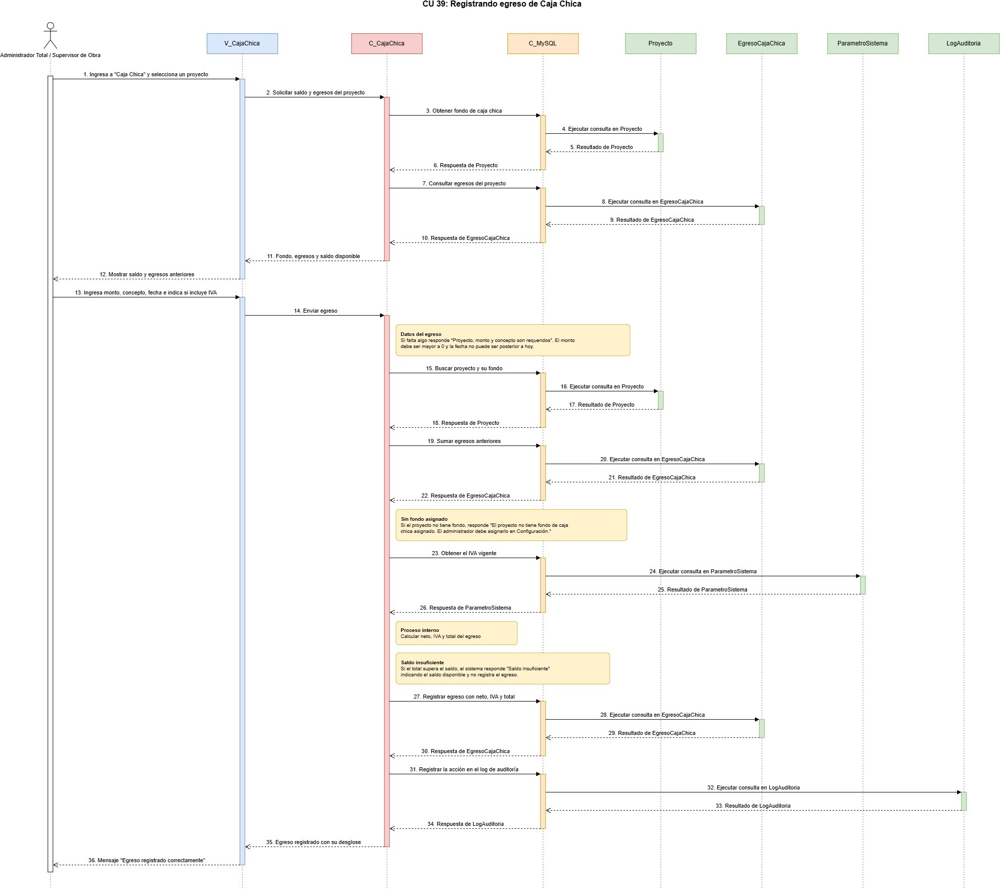 CU 39: Registrando egreso de Caja Chica
Administrador Total / Supervisor de Obra
V_CajaChica
C_CajaChica
C_MySQL
Proyecto
EgresoCajaChica
ParametroSistema
LogAuditoria
1. Ingresa a "Caja Chica" y selecciona un proyecto
2. Solicitar saldo y egresos del proyecto
3. Obtener fondo de caja chica
4. Ejecutar consulta en Proyecto
5. Resultado de Proyecto
6. Respuesta de Proyecto
7. Consultar egresos del proyecto
8. Ejecutar consulta en EgresoCajaChica
9. Resultado de EgresoCajaChica
10. Respuesta de EgresoCajaChica
11. Fondo, egresos y saldo disponible
12. Mostrar saldo y egresos anteriores
13. Ingresa monto, concepto, fecha e indica si incluye IVA
14. Enviar egreso
Datos del egreso
Si falta algo responde "Proyecto, monto y concepto son requeridos". El monto
debe ser mayor a 0 y la fecha no puede ser posterior a hoy.
15. Buscar proyecto y su fondo
16. Ejecutar consulta en Proyecto
17. Resultado de Proyecto
18. Respuesta de Proyecto
19. Sumar egresos anteriores
20. Ejecutar consulta en EgresoCajaChica
21. Resultado de EgresoCajaChica
22. Respuesta de EgresoCajaChica
Sin fondo asignado
Si el proyecto no tiene fondo, responde "El proyecto no tiene fondo de caja
chica asignado. El administrador debe asignarlo en Configuración."
23. Obtener el IVA vigente
24. Ejecutar consulta en ParametroSistema
25. Resultado de ParametroSistema
26. Respuesta de ParametroSistema
Proceso interno
Calcular neto, IVA y total del egreso
Saldo insuficiente
Si el total supera el saldo, el sistema responde "Saldo insuficiente"
indicando el saldo disponible y no registra el egreso.
27. Registrar egreso con neto, IVA y total
28. Ejecutar consulta en EgresoCajaChica
29. Resultado de EgresoCajaChica
30. Respuesta de EgresoCajaChica
31. Registrar la acción en el log de auditoría
32. Ejecutar consulta en LogAuditoria
33. Resultado de LogAuditoria
34. Respuesta de LogAuditoria
35. Egreso registrado con su desglose
36. Mensaje "Egreso registrado correctamente"